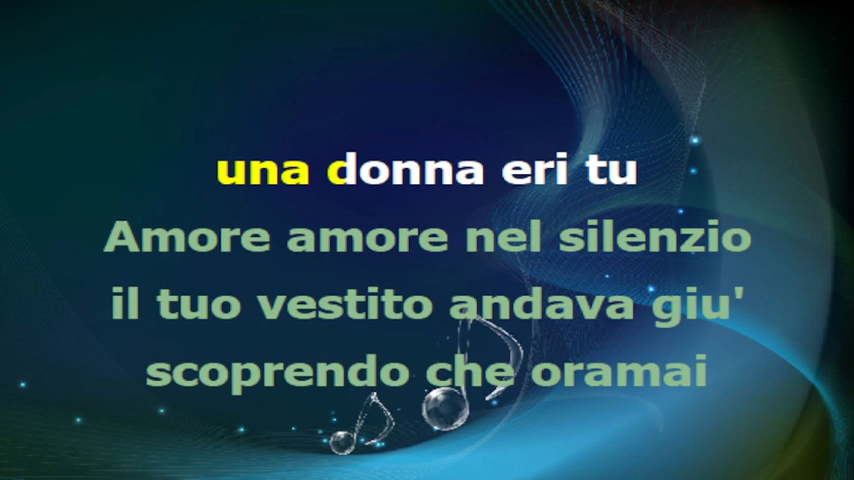 una donna eri tu
Amore amore nel silenzio
il tuo vestito andava giu'
scoprendo che oramai